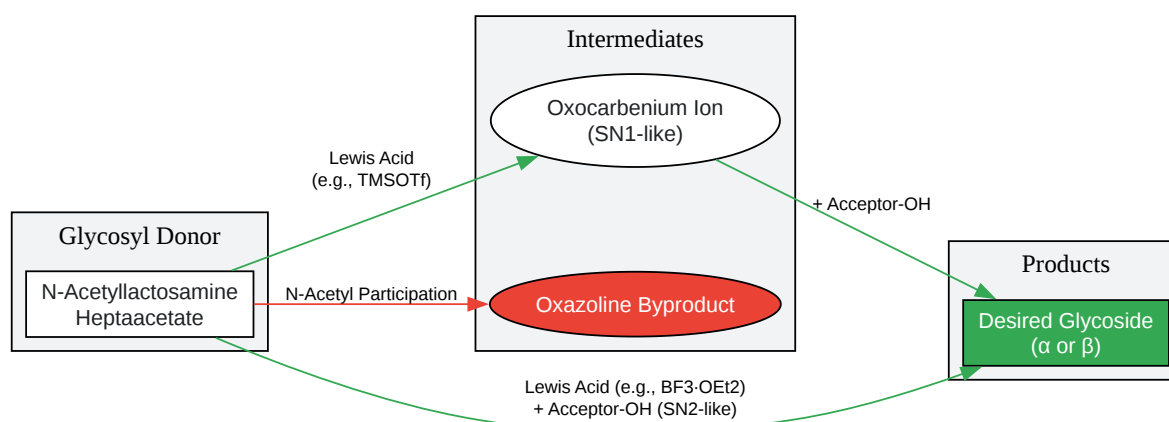 Intermediates
Oxocarbenium Ion
(SN1-like)
Lewis Acid
(e.g., TMSOTf)
+ Acceptor-OH
Glycosyl Donor
N-Acetyllactosamine
Heptaacetate
N-Acetyl Participation
Oxazoline Byproduct
Products
Desired Glycoside
(α or β)
Lewis Acid (e.g., BF3·OEt2)
+ Acceptor-OH (SN2-like)